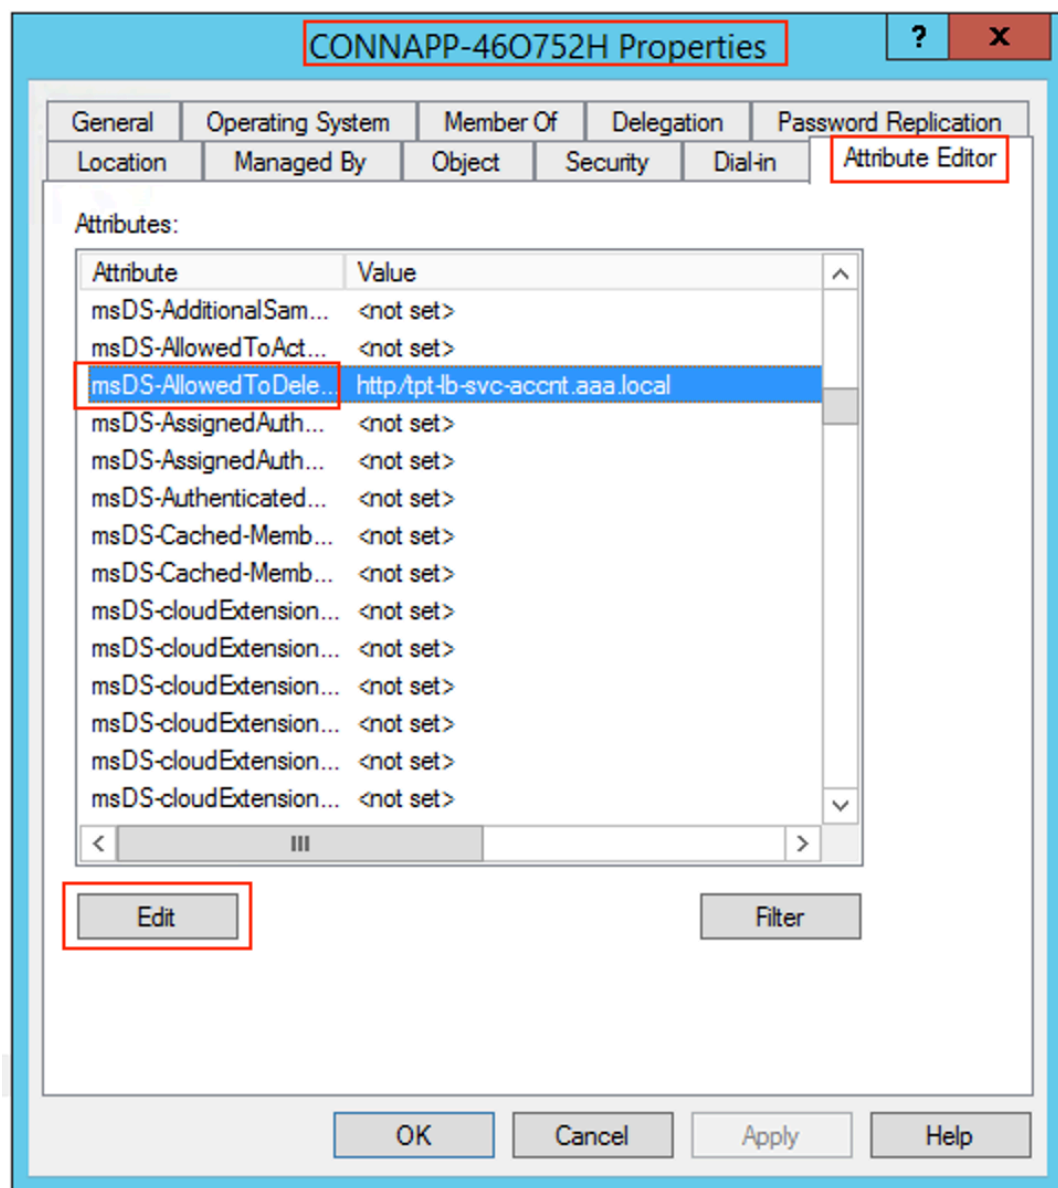 CONNAPP-46O752H Properties
?
x
General Operating System Member Of Delegation Password Replication
Location Managed By Object Security Dial-in Attribute Editor
Attributes:
Attribute Value
msDS-AdditionalSam... <not set>
msDS-AllowedToAct... <not set>
msDS-AllowedToDele... http/tpt-lb-svc-accnt.aaa.local
msDS-AssignedAuth... <not set>
msDS-AssignedAuth... <not set>
msDS-Authenticated... <not set>
msDS-Cached-Memb... <not set>
msDS-Cached-Memb... <not set>
msDS-cloudExtension... <not set>
msDS-cloudExtension... <not set>
msDS-cloudExtension... <not set>
msDS-cloudExtension... <not set>
msDS-cloudExtension... <not set>
msDS-cloudExtension... <not set>
Edit Filter
OK Cancel Apply Help